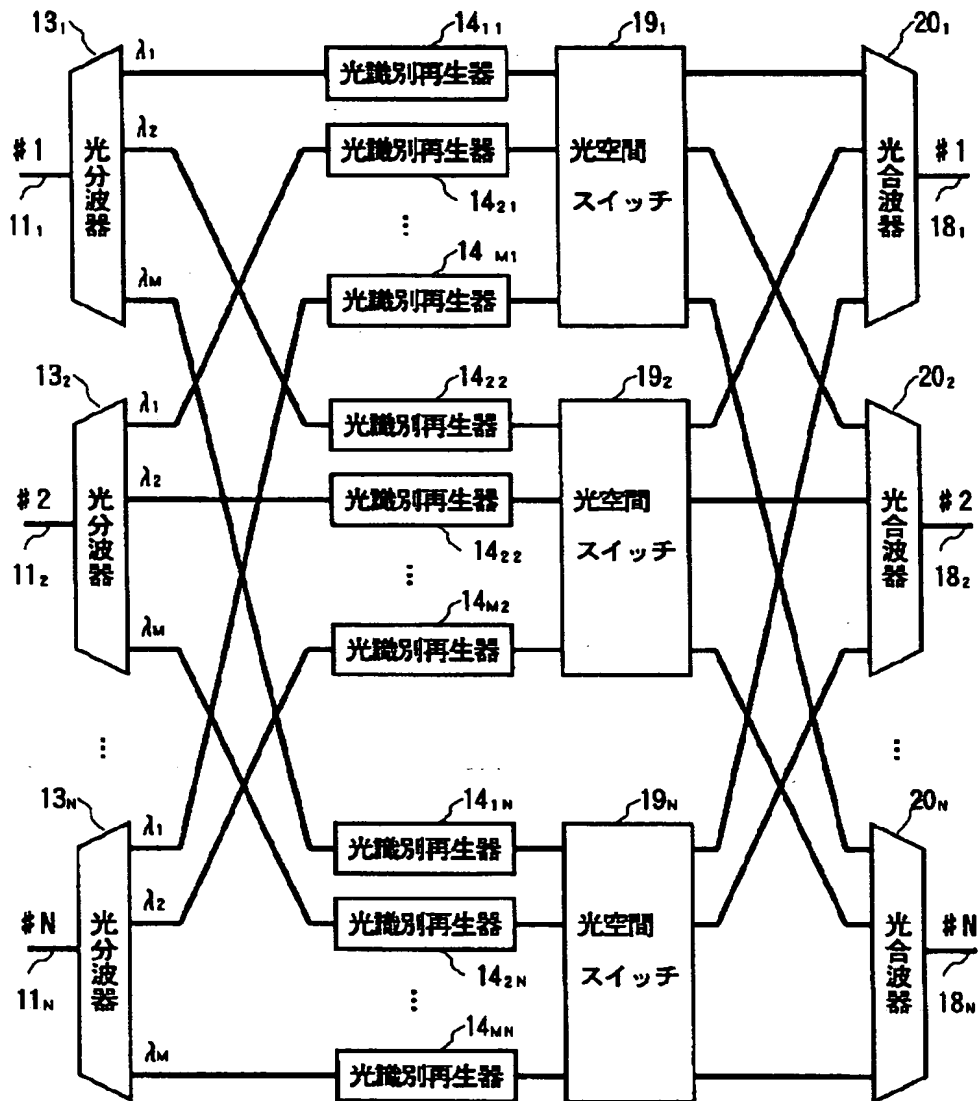 13₁ λ₁ 14₁₁ 19₁ 20₁
光識別再生器
#1 λ₂ 光識別再生器 #1
光分波器
光空間
スイッチ
光合波器
11₁ 14₂₁ 18₁
⋮
λM 14M1
光識別再生器
13₂ λ₁ 14₂₂ 19₂ 20₂
光識別再生器
#2 λ₂ 光識別再生器 #2
光分波器
光空間
スイッチ
光合波器
11₂ 14₂₂ 18₂
⋮
λM 14M2
光識別再生器
⋮ ⋮
13N λ₁ 14₁N 19N 20N
光識別再生器
#N λ₂ 光識別再生器 #N
光分波器
光空間
スイッチ
光合波器
11N 14₂N 18N
⋮
λM 14MN
光識別再生器